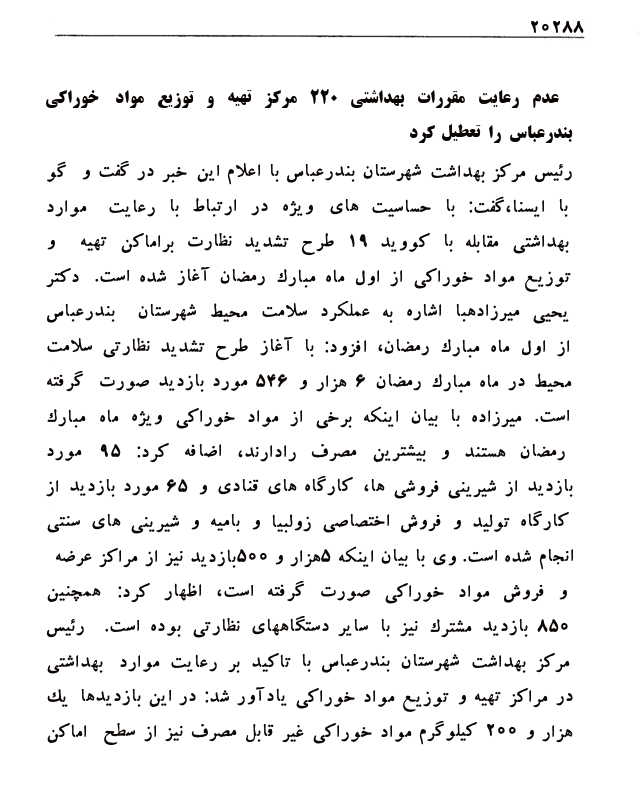 ۲۰۲۸۸
عدم رعایت مقررات بهداشتی ۲۲۰ مرکز تهیه و توزیع مواد خوراکی
بندرعباس را تعطیل کرد
رئیس مرکز بهداشت شهرستان بندرعباس با اعلام این خبر در گفت و گو
با ایسنا،گفت: با حساسیت های ویژه در ارتباط با رعایت موارد
بهداشتی مقابله با کووید ۱۹ طرح تشدید نظارت براماکن تهیه و
توزیع مواد خوراکی از اول ماه مبارك رمضان آغاز شده است. دکتر
یحیی میرزادهبا اشاره به عملکرد سلامت محیط شهرستان بندرعباس
از اول ماه مبارك رمضان، افزود: با آغاز طرح تشدید نظارتی سلامت
محیط در ماه مبارك رمضان ۶ هزار و ۵۴۶ مورد بازدید صورت گرفته
است. میرزاده با بیان اینکه برخی از مواد خوراکی ویژه ماه مبارك
رمضان هستند و بیشترین مصرف رادارند، اضافه کرد: ۹۵ مورد
بازدید از شیرینی فروشی ها، کارگاه های قنادی و ۶۵ مورد بازدید از
کارگاه تولید و فروش اختصاصی زولبیا و بامیه و شیرینی های سنتی
انجام شده است. وی با بیان اینکه ۵هزار و ۵۰۰بازدید نیز از مراکز عرضه
و فروش مواد خوراکی صورت گرفته است، اظهار کرد: همچنین
۸۵۰ بازدید مشترك نیز با سایر دستگاههای نظارتی بوده است. رئیس
مرکز بهداشت شهرستان بندرعباس با تاکید بر رعایت موارد بهداشتی
در مراکز تهیه و توزیع مواد خوراکی یادآور شد: در این بازدیدها يك
هزار و ۲۰۰ کیلوگرم مواد خوراکی غیر قابل مصرف نیز از سطح اماکن